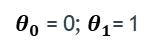 θ₀ = 0; θ₁ = 1